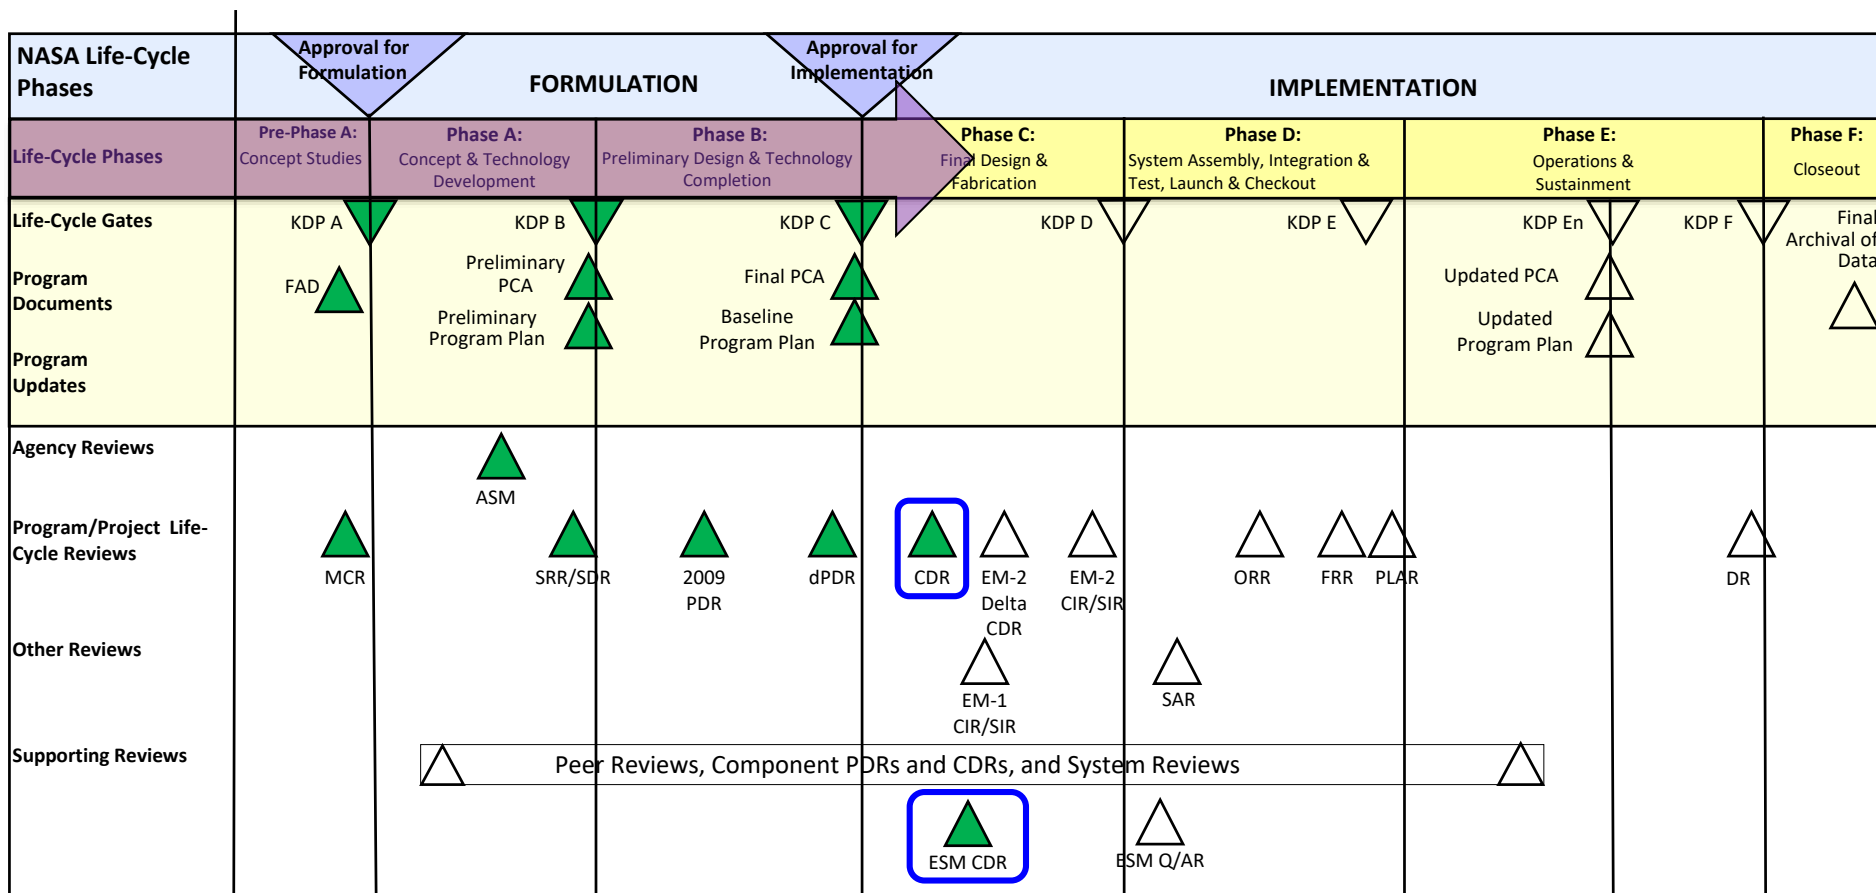 NASA Life-Cycle
Phases
Approval for
Formulation
FORMULATION
Approval for
Implementation
IMPLEMENTATION
Life-Cycle Phases
Pre-Phase A:
Concept Studies
Phase A:
Concept & Technology
Development
Phase B:
Preliminary Design & Technology
Completion
Phase C:
Final Design &
Fabrication
Phase D:
System Assembly, Integration &
Test, Launch & Checkout
Phase E:
Operations &
Sustainment
Phase F:
Closeout
Life-Cycle Gates
KDP A
KDP B
KDP C
KDP D
KDP E
KDP En
KDP F
Final
Archival of
Data
Program
Documents
FAD
Preliminary
PCA
Final PCA
Updated PCA
Preliminary
Program Plan
Baseline
Program Plan
Updated
Program Plan
Program
Updates
Agency Reviews
ASM
Program/Project Life-
Cycle Reviews
MCR
SRR/SDR
2009
PDR
dPDR
CDR
EM-2
Delta
CDR
EM-2
CIR/SIR
ORR
FRR
PLAR
DR
Other Reviews
EM-1
CIR/SIR
SAR
Supporting Reviews
Peer Reviews, Component PDRs and CDRs, and System Reviews
ESM CDR
ESM Q/AR